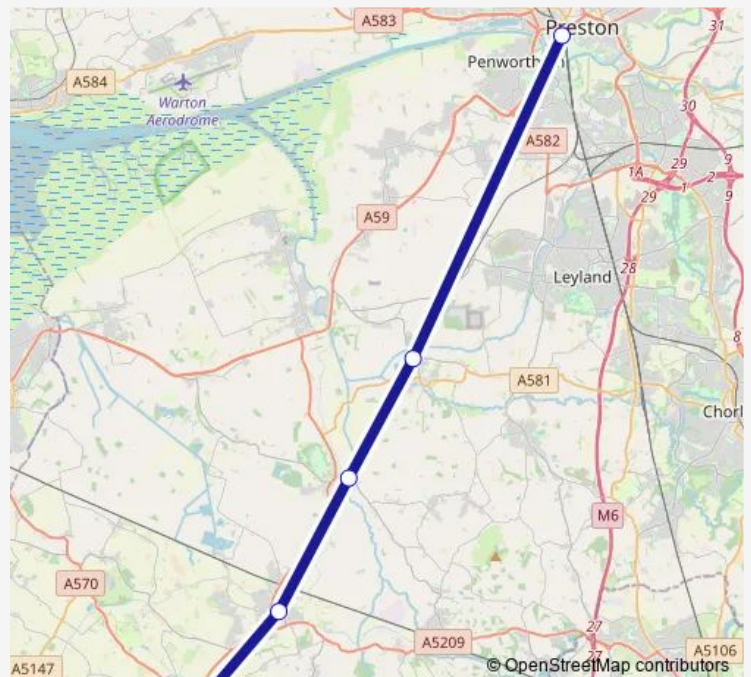 A583
31
Preston
Penworth
A584
Warton
Aerodrome
30
A582
9
29
1A
2
1
29
9
A59
28
Leyland
8
A581
Chorl
M6
A570
27
A5209
27
A5106
A5147
© OpenStreetMap contributors